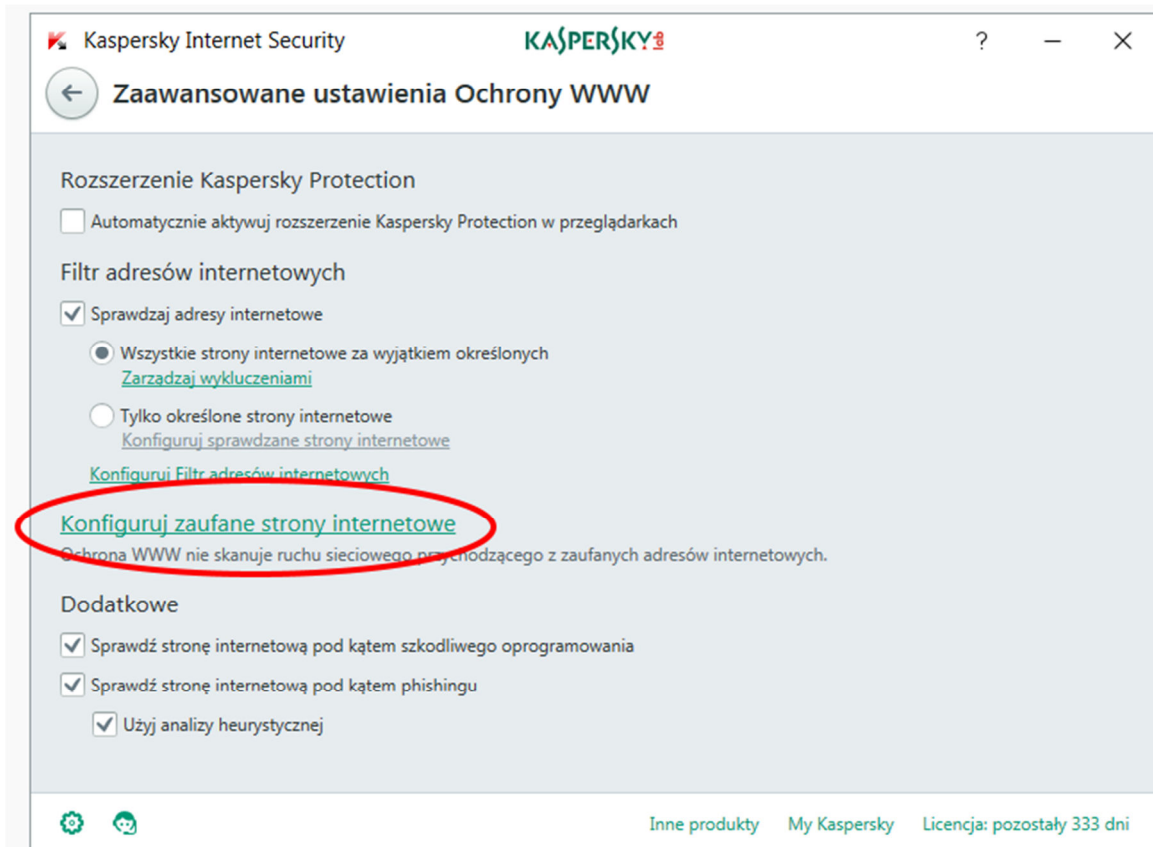 Kaspersky Internet Security
KASPERSKY lab
?
Zaawansowane ustawienia Ochrony WWW
Rozszerzenie Kaspersky Protection
Automatycznie aktywuj rozszerzenie Kaspersky Protection w przeglądarkach
Filtr adresów internetowych
Sprawdzaj adresy internetowe
Wszystkie strony internetowe za wyjątkiem określonych
Zarządzaj wykluczeniami
Tylko określone strony internetowe
Konfiguruj sprawdzane strony internetowe
Konfiguruj Filtr adresów internetowych
Konfiguruj zaufane strony internetowe
Ochrona WWW nie skanuje ruchu sieciowego przychodzącego z zaufanych adresów internetowych.
Dodatkowe
Sprawdź stronę internetową pod kątem szkodliwego oprogramowania
Sprawdź stronę internetową pod kątem phishingu
Użyj analizy heurystycznej
Inne produkty My Kaspersky Licencja: pozostały 333 dni